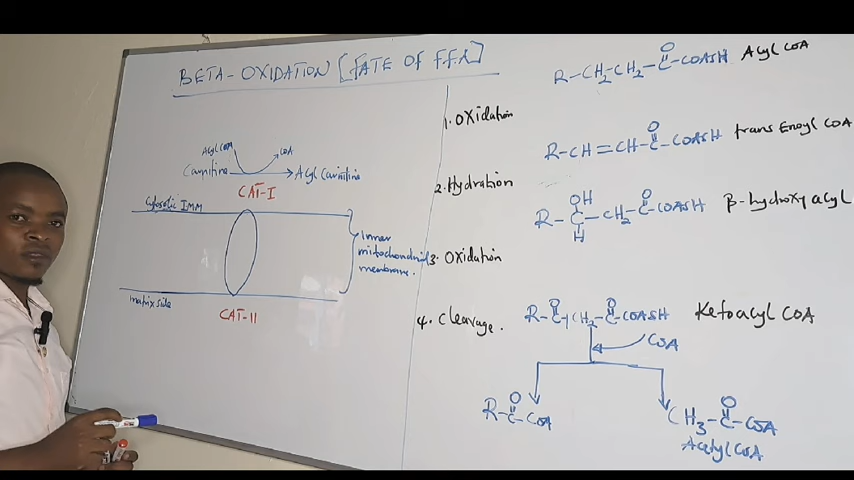 BETA-OXIDATION [FATE OF F.F.A]
Acyl CoA
CoA
Carnitine
Acyl Carnitine
CAT-I
Cytosolic IMM
Inner
mitochondrial
membrane.
matrix side
CAT-II
1. Oxidation
2. Hydration
3. Oxidation
4. Cleavage.
O
R-CH2-CH2-C-COASH Acyl CoA
O
R-CH=CH-C-COASH trans Enoyl COA
OH O
R-C-CH2-C-COASH β-hydroxy acyl
H
O O
R-C-CH2-C-COASH Ketoacyl CoA
COA
O
R-C-COA
O
CH3-C-COA
Acetyl COA